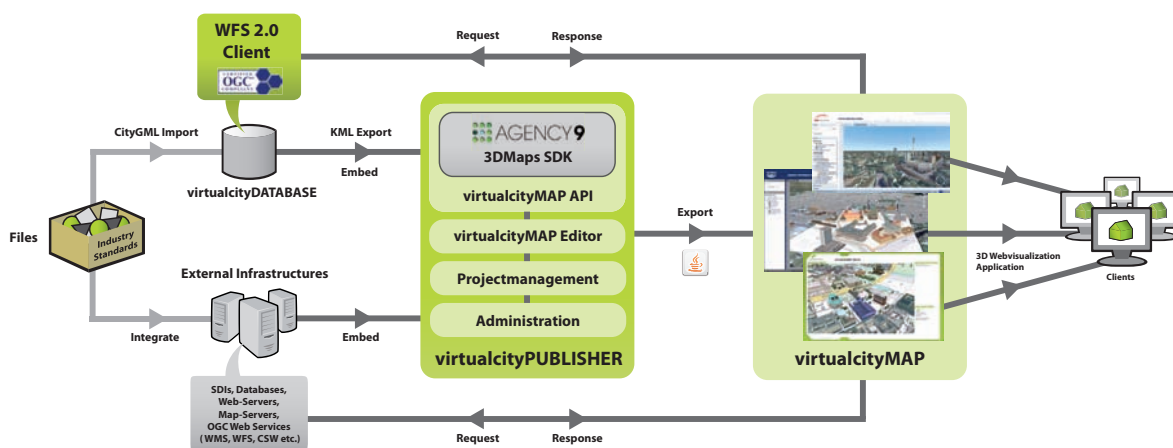 WFS 2.0
Client
OGC
Request
Response
CityGML Import
KML Export
Embed
virtualcityDATABASE
AGENCY9
3DMaps SDK
virtualcityMAP API
virtualcityMAP Editor
Projectmanagement
Administration
virtualcityPUBLISHER
Export
virtualcityMAP
3D Webvisualization
Application
Clients
Files
Industry
Standards
External Infrastructures
Integrate
Embed
SDIs, Databases,
Web-Servers,
Map-Servers,
OGC Web Services
( WMS, WFS, CSW etc.)
Request
Response